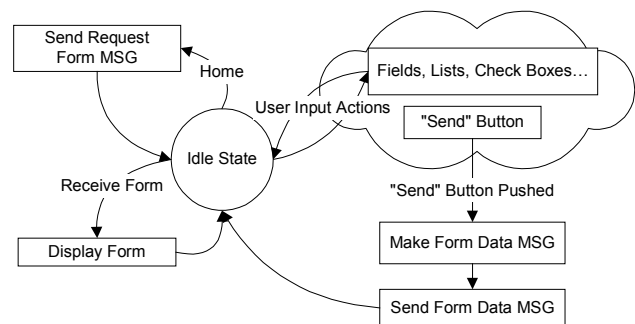 Send Request
Form MSG
Home
Fields, Lists, Check Boxes…
User Input Actions
"Send" Button
Idle State
Receive Form
"Send" Button Pushed
Display Form
Make Form Data MSG
Send Form Data MSG